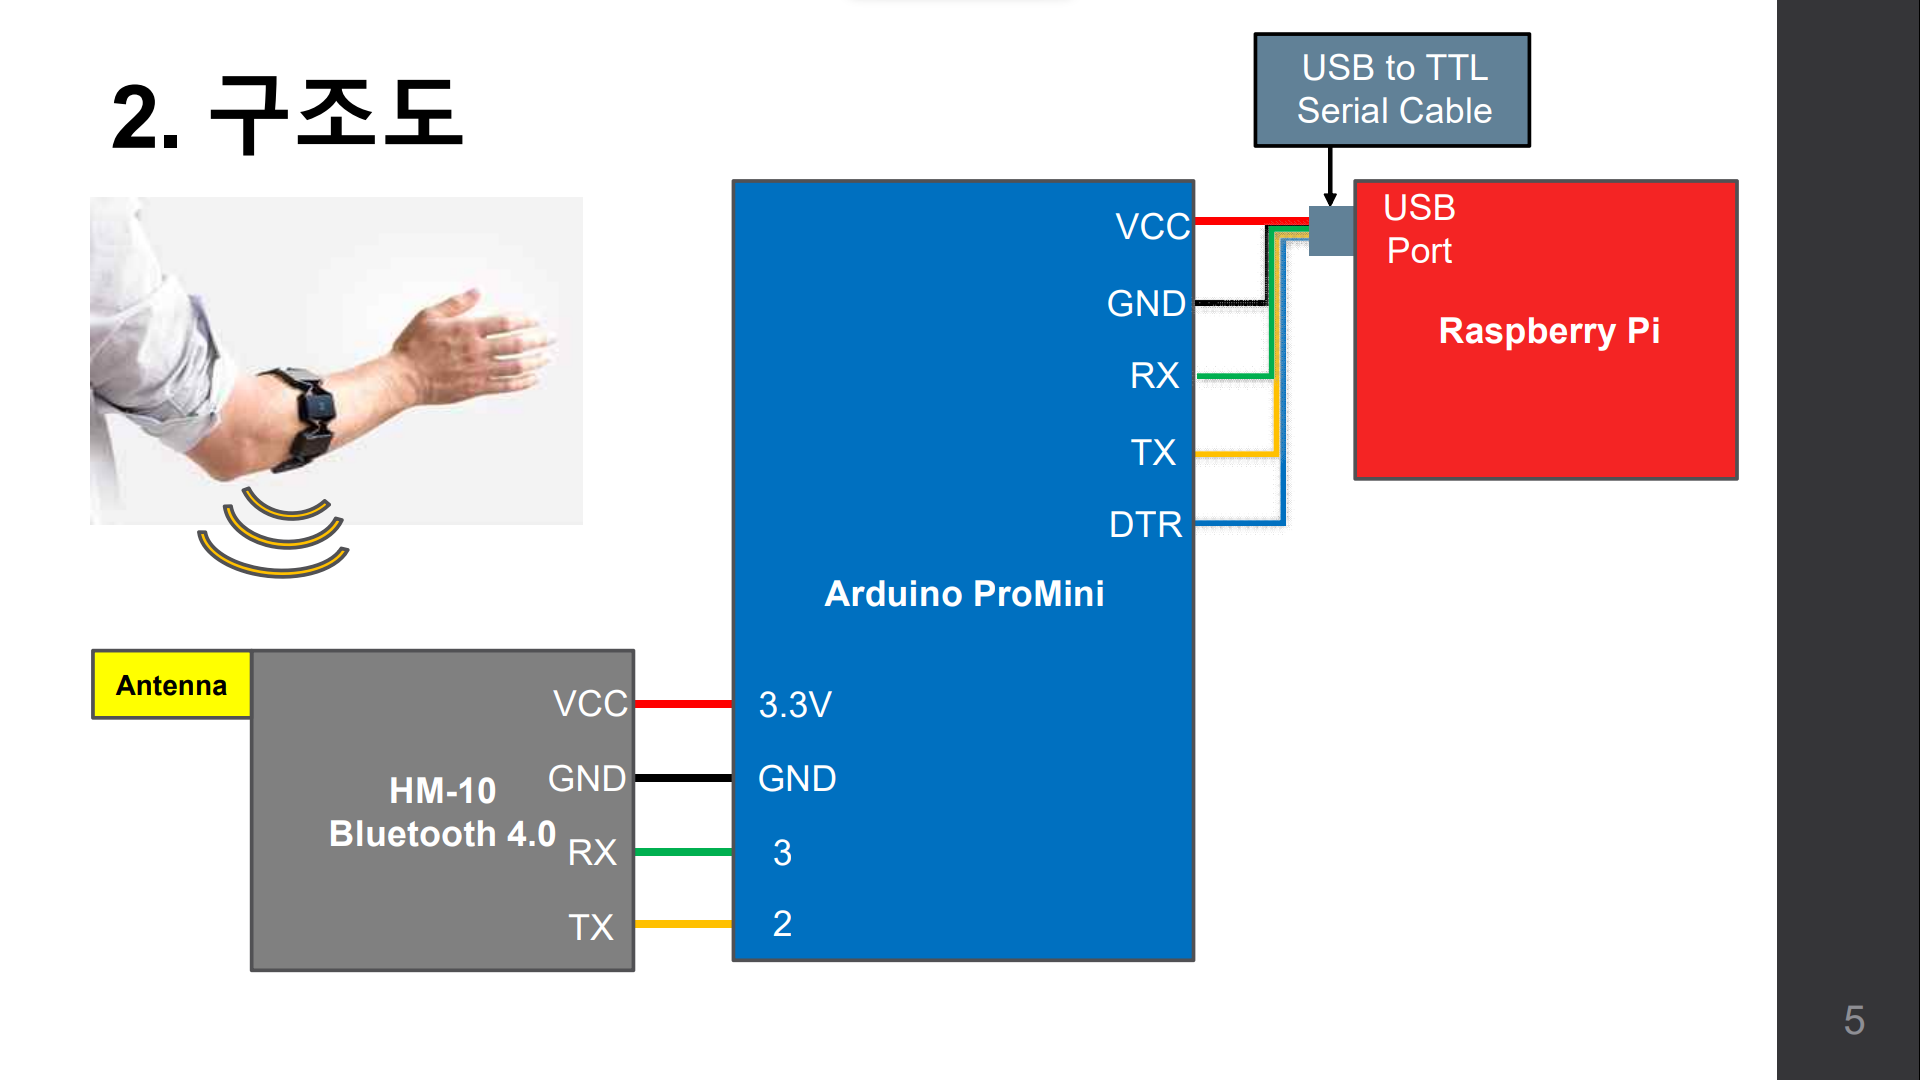 2. 구조도
USB to TTL
Serial Cable
VCC
GND
RX
TX
DTR
Arduino ProMini
3.3V
GND
3
2
USB
Port
Raspberry Pi
Antenna
HM-10
Bluetooth 4.0
VCC
GND
RX
TX
5